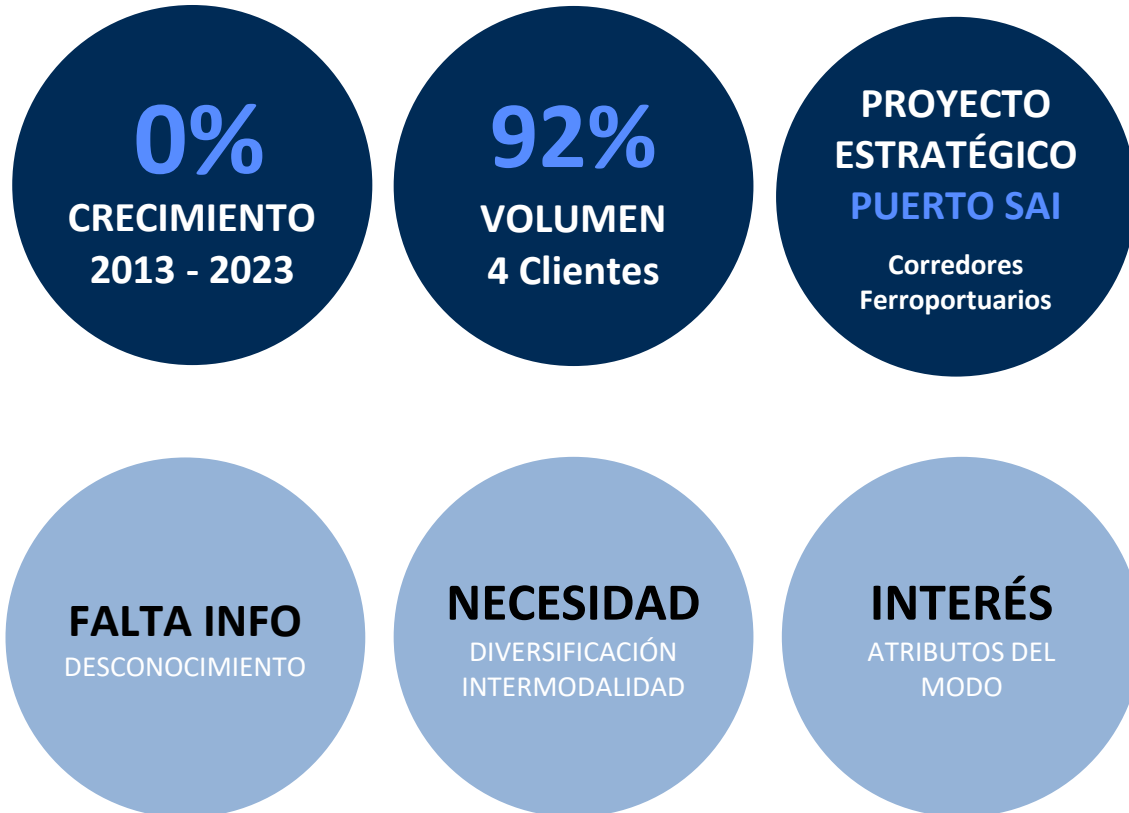 0%
CRECIMIENTO
2013 - 2023
92%
VOLUMEN
4 Clientes
PROYECTO
ESTRATÉGICO
PUERTO SAI
Corredores
Ferroportuarios
FALTA INFO
DESCONOCIMIENTO
NECESIDAD
DIVERSIFICACIÓN
INTERMODALIDAD
INTERÉS
ATRIBUTOS DEL
MODO